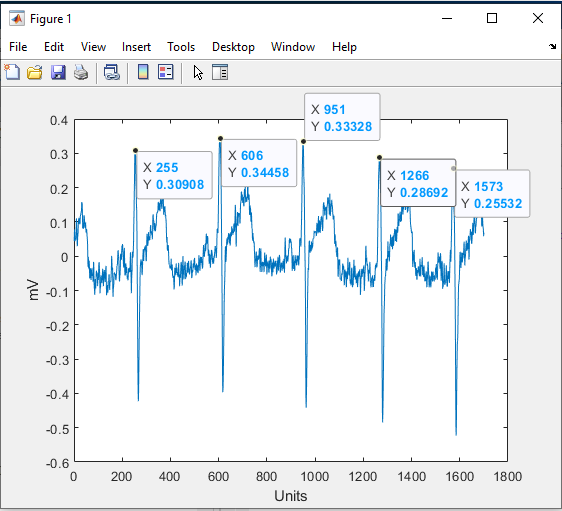 Figure 1
File Edit View Insert Tools Desktop Window Help
X 951
Y 0.33328
X 606
Y 0.34458
X 255
Y 0.30908
X 1266
Y 0.28692
X 1573
Y 0.25532
0.4
0.3
0.2
0.1
0
-0.1
-0.2
-0.3
-0.4
-0.5
-0.6
mV
0 200 400 600 800 1000 1200 1400 1600 1800
Units